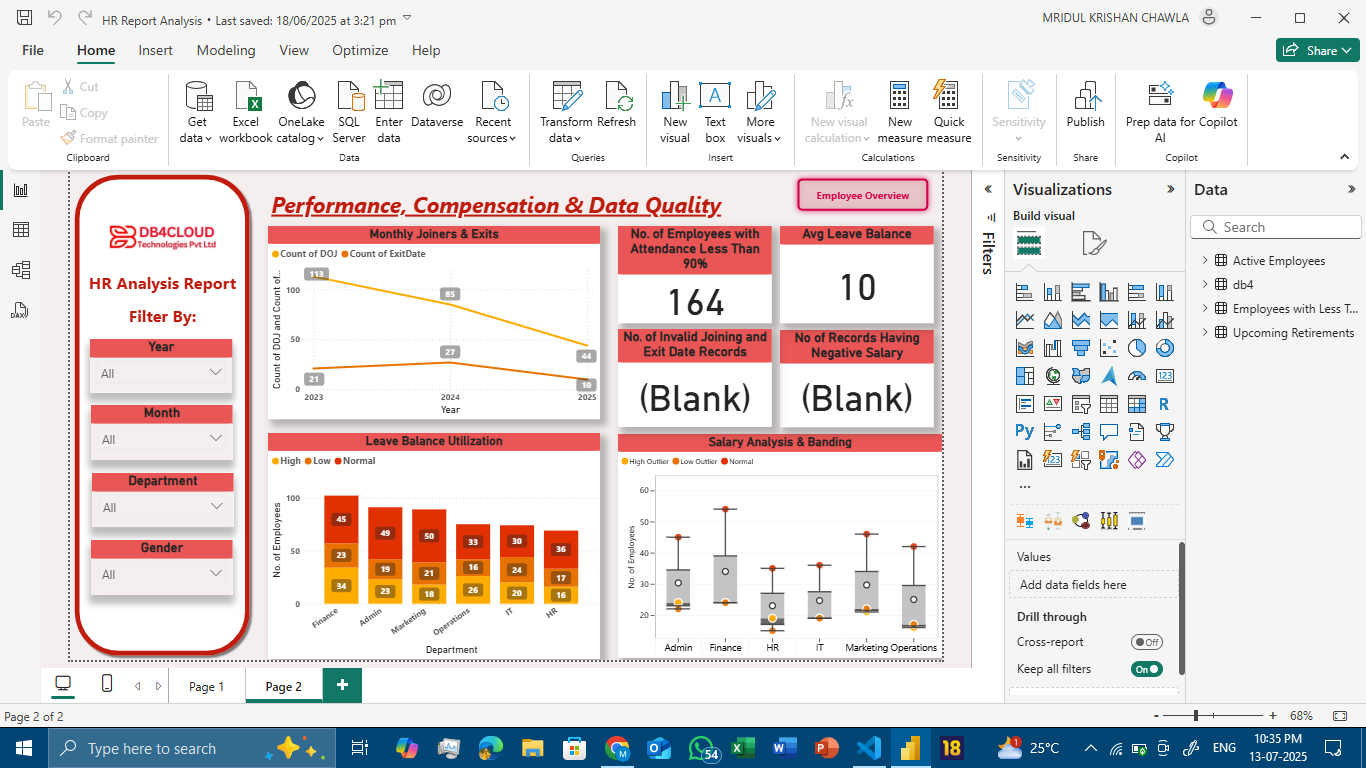 HR Report Analysis • Last saved: 18/06/2025 at 3:21 pm
MRIDUL KRISHAN CHAWLA
File
Home
Insert
Modeling
View
Optimize
Help
Share
Paste
Cut
Copy
Format painter
Clipboard
Get data
Excel workbook
OneLake catalog
SQL Server
Enter data
Dataverse
Recent sources
Data
Transform data
Refresh
Queries
New visual
Text box
More visuals
Insert
New visual calculation
New measure
Quick measure
Calculations
Sensitivity
Sensitivity
Publish
Share
Prep data for AI
Copilot
Copilot
DB4CLOUD
Technologies Pvt Ltd
HR Analysis Report
Filter By:
Year
All
Month
All
Department
All
Gender
All
Performance, Compensation & Data Quality
Employee Overview
Monthly Joiners & Exits
Count of DOJ
Count of ExitDate
Count of DOJ and Count of...
100
50
0
113
85
44
21
27
10
2023
2024
2025
Year
No. of Employees with
Attendance Less Than
90%
164
Avg Leave Balance
10
No. of Invalid Joining and
Exit Date Records
(Blank)
No of Records Having
Negative Salary
(Blank)
Leave Balance Utilization
High
Low
Normal
No. of Employees
100
50
0
45
23
34
49
19
23
50
21
18
33
16
26
30
24
20
36
17
16
Finance
Admin
Marketing
Operations
IT
HR
Department
Salary Analysis & Banding
High Outlier
Low Outlier
Normal
No. of Employees
60
50
40
30
20
Admin
Finance
HR
IT
Marketing
Operations
Filters
Visualizations
Build visual
R
Py
123
...
Values
Add data fields here
Drill through
Cross-report
Off
Keep all filters
On
Data
Search
Active Employees
db4
Employees with Less T...
Upcoming Retirements
Page 1
Page 2
+
Page 2 of 2
- + 68%
Type here to search
54
18
25°C
ENG
10:35 PM
13-07-2025